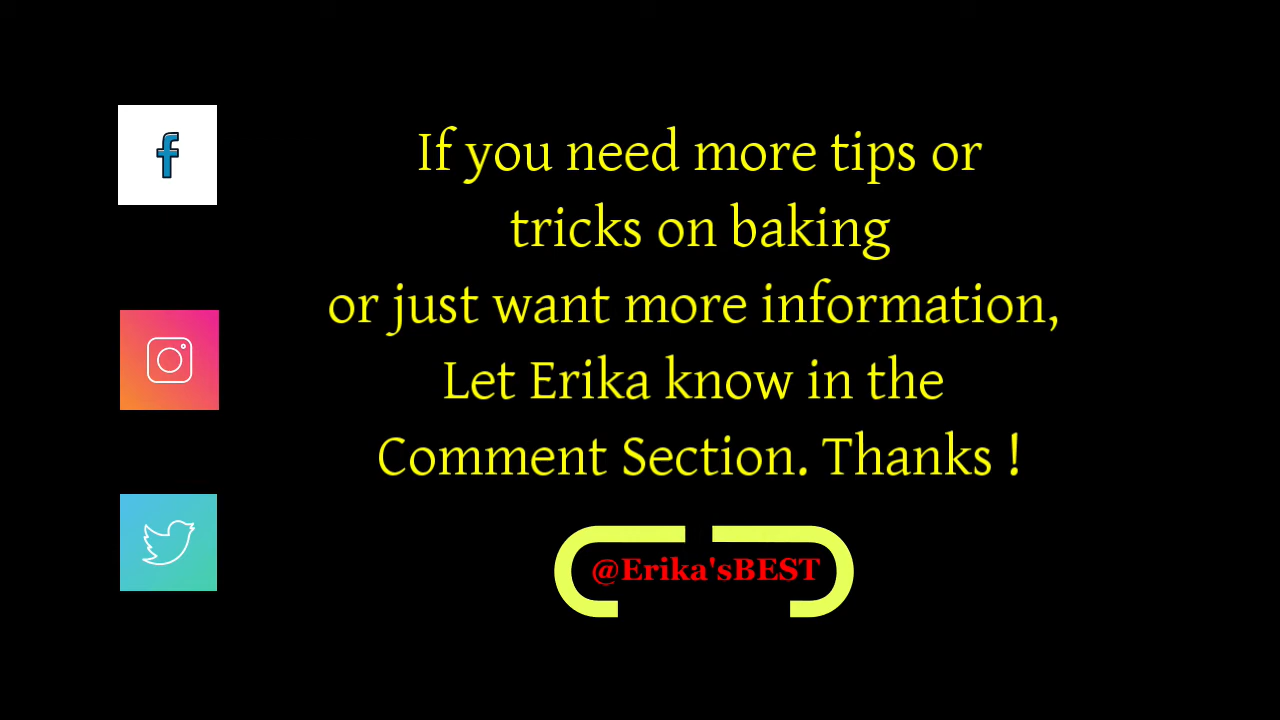 If you need more tips or
tricks on baking
or just want more information,
Let Erika know in the
Comment Section. Thanks !
@Erika'sBEST